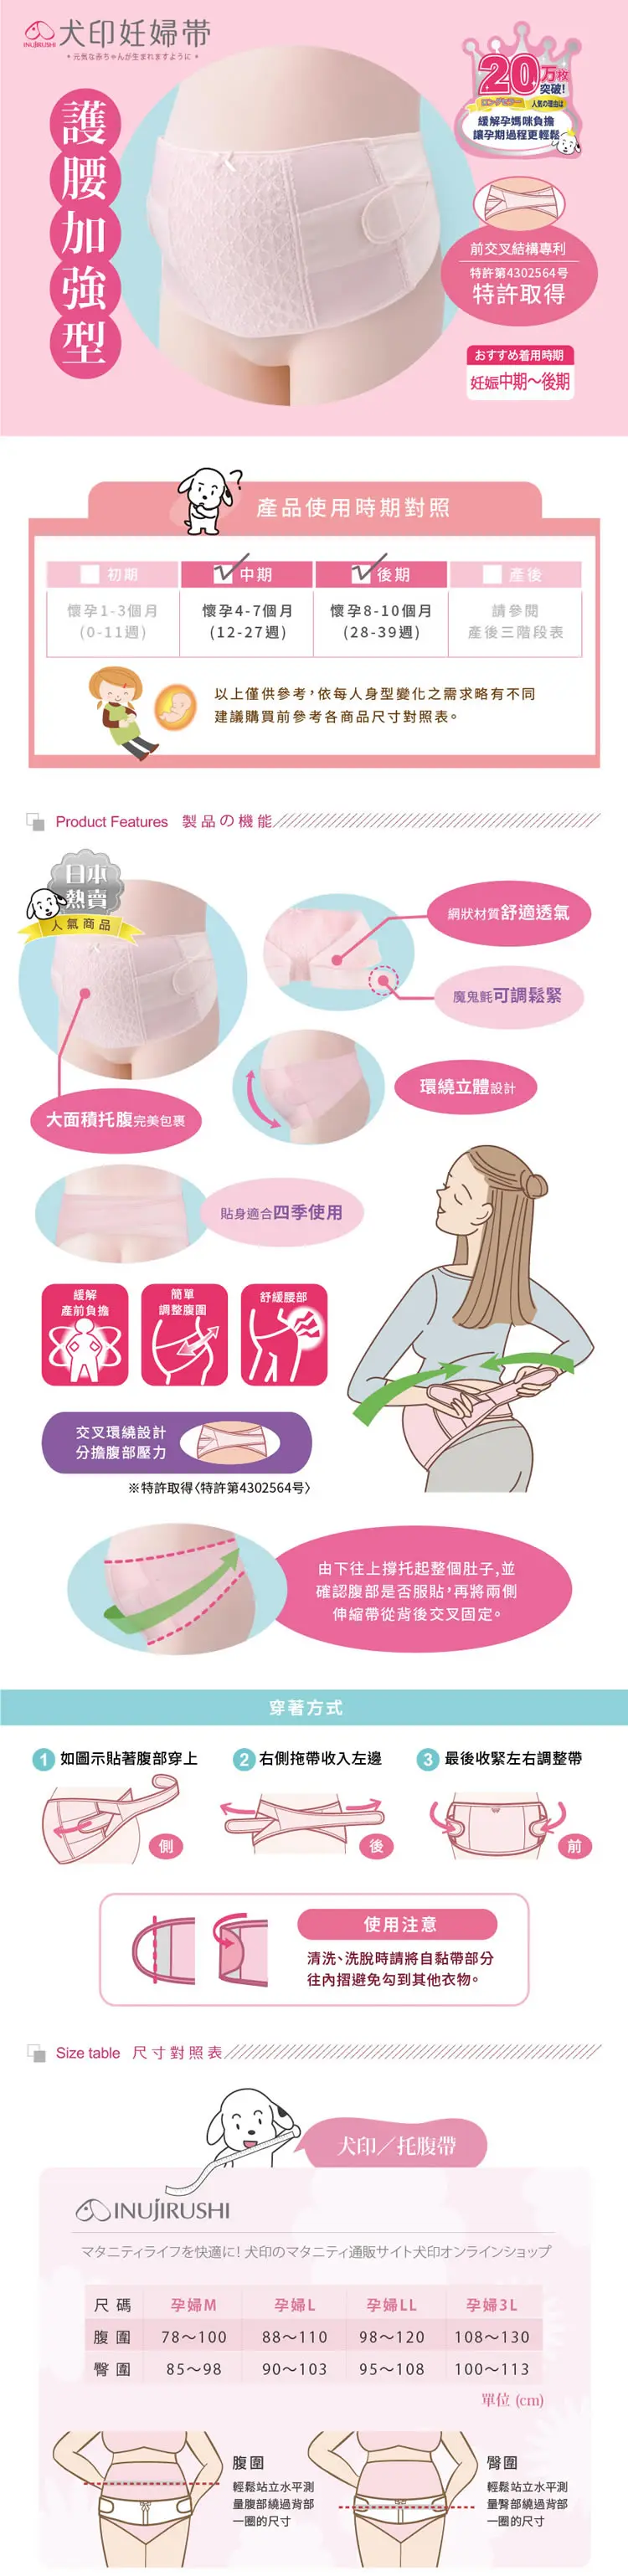 INUJIRUSHI
犬印妊婦帯
・元気な赤ちゃんが生まれますように・
護腰加強型
20万枚
突破!
人気の理由は
緩解孕媽咪負擔
讓孕期過程更輕鬆
前交叉結構專利
特許第4302564号
特許取得
おすすめ着用時期
妊娠中期～後期
產品使用時期對照
初期
中期
後期
產後
懷孕1-3個月
(0-11週)
懷孕4-7個月
(12-27週)
懷孕8-10個月
(28-39週)
請參閱
產後三階段表
以上僅供參考，依每人身型變化之需求略有不同
建議購買前參考各商品尺寸對照表。
Product Features 製品の機能
日本
熱賣
人氣商品
網狀材質舒適透氣
魔鬼氈可調鬆緊
大面積托腹完美包裹
環繞立體設計
貼身適合四季使用
緩解
產前負擔
簡單
調整腹圍
舒緩腰部
交叉環繞設計
分擔腹部壓力
※特許取得〈特許第4302564号〉
由下往上撐托起整個肚子,並
確認腹部是否服貼，再將兩側
伸縮帶從背後交叉固定。
穿著方式
1 如圖示貼著腹部穿上
2 右側拖帶收入左邊
3 最後收緊左右調整帶
側
後
前
使用注意
清洗、洗脫時請將自黏帶部分
往內摺避免勾到其他衣物。
Size table 尺寸對照表
犬印／托腹帶
INUJIRUSHI
マタニティライフを快適に! 犬印のマタニティ通販サイト犬印オンラインショップ
尺碼 孕婦M 孕婦L 孕婦LL 孕婦3L
腹圍 78～100 88～110 98～120 108～130
臀圍 85～98 90～103 95～108 100～113
單位 (cm)
腹圍
輕鬆站立水平測
量腹部繞過背部
一圈的尺寸
臀圍
輕鬆站立水平測
量臀部繞過背部
一圈的尺寸